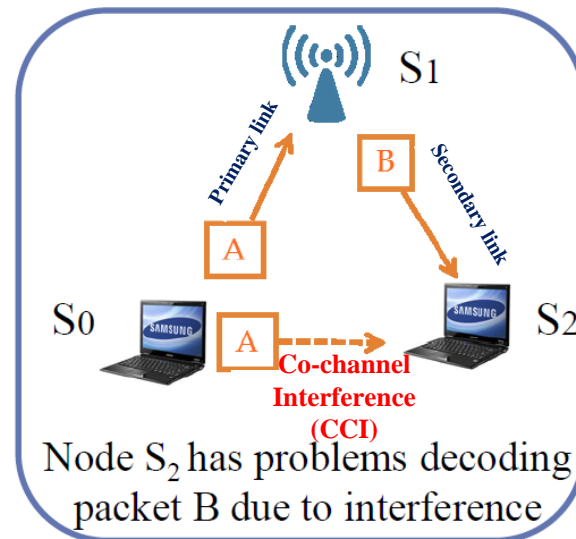 S1
Primary link
B
Secondary link
A
S0
SAMSUNG
A
SAMSUNG
S2
Co-channel
Interference
(CCI)
Node S2 has problems decoding
packet B due to interference